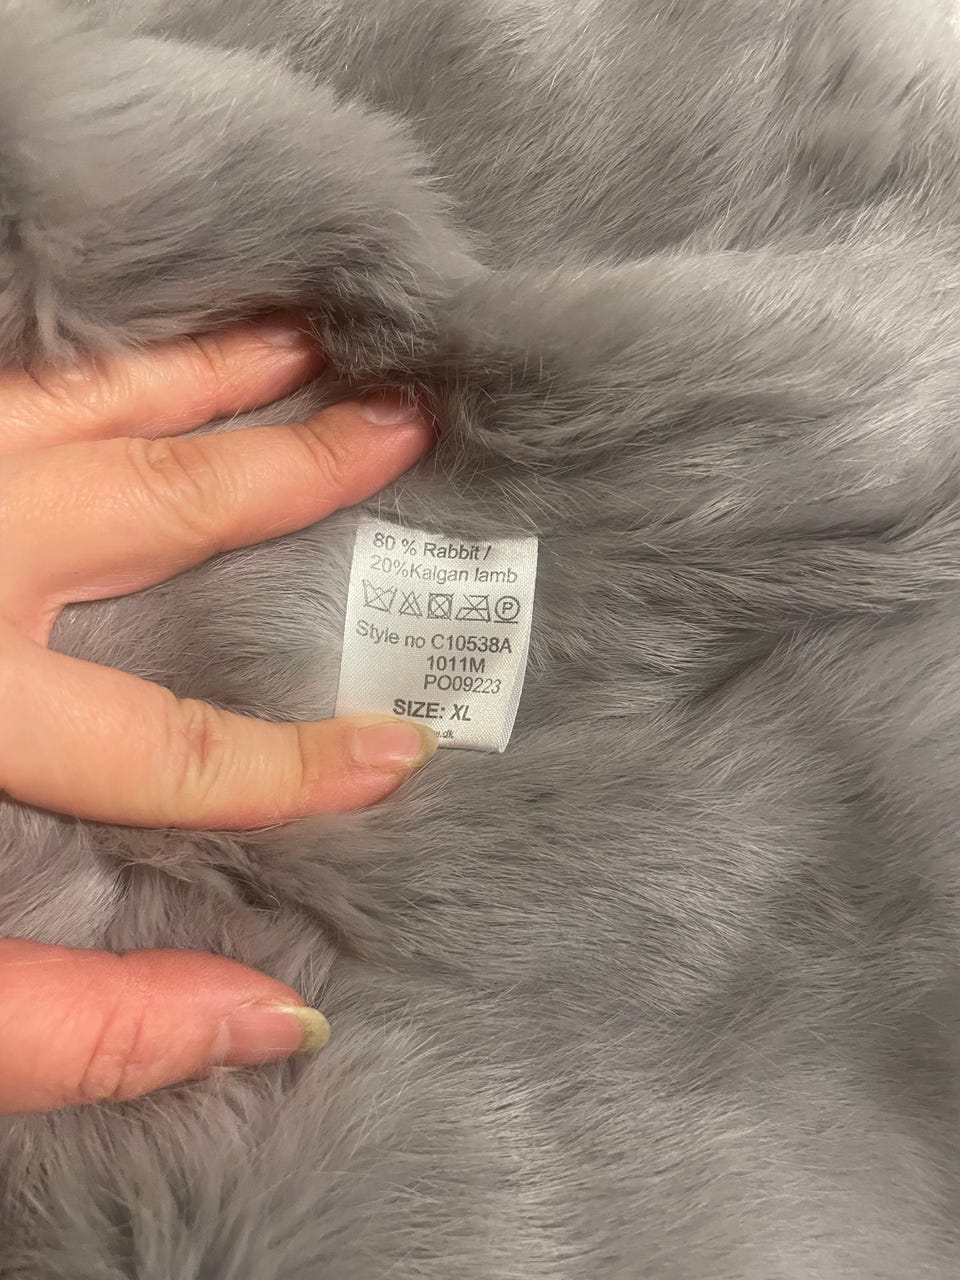 80 % Rabbit /
20%Kalgan lamb
P
Style no C10538A
1011M
PO09223
SIZE: XL